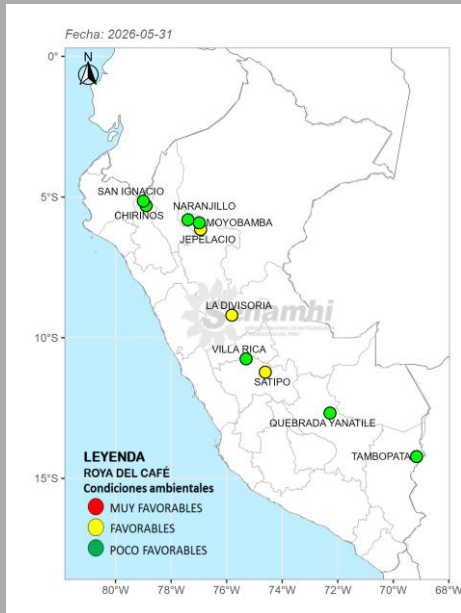 Fecha: 2026-05-31
N
0°
SAN IGNACIO
5°S
NARANJILLO
CHIRINOS
MOYOBAMBA
JEPELACIO
LA DIVISORIA
Senamhi
10°S
VILLA RICA
SATIPO
QUEBRADA YANATILE
TAMBOPATA
LEYENDA
15°S
ROYA DEL CAFÉ
Condiciones ambientales
MUY FAVORABLES
FAVORABLES
POCO FAVORABLES
80°W 78°W 76°W 74°W 72°W 70°W 68°W